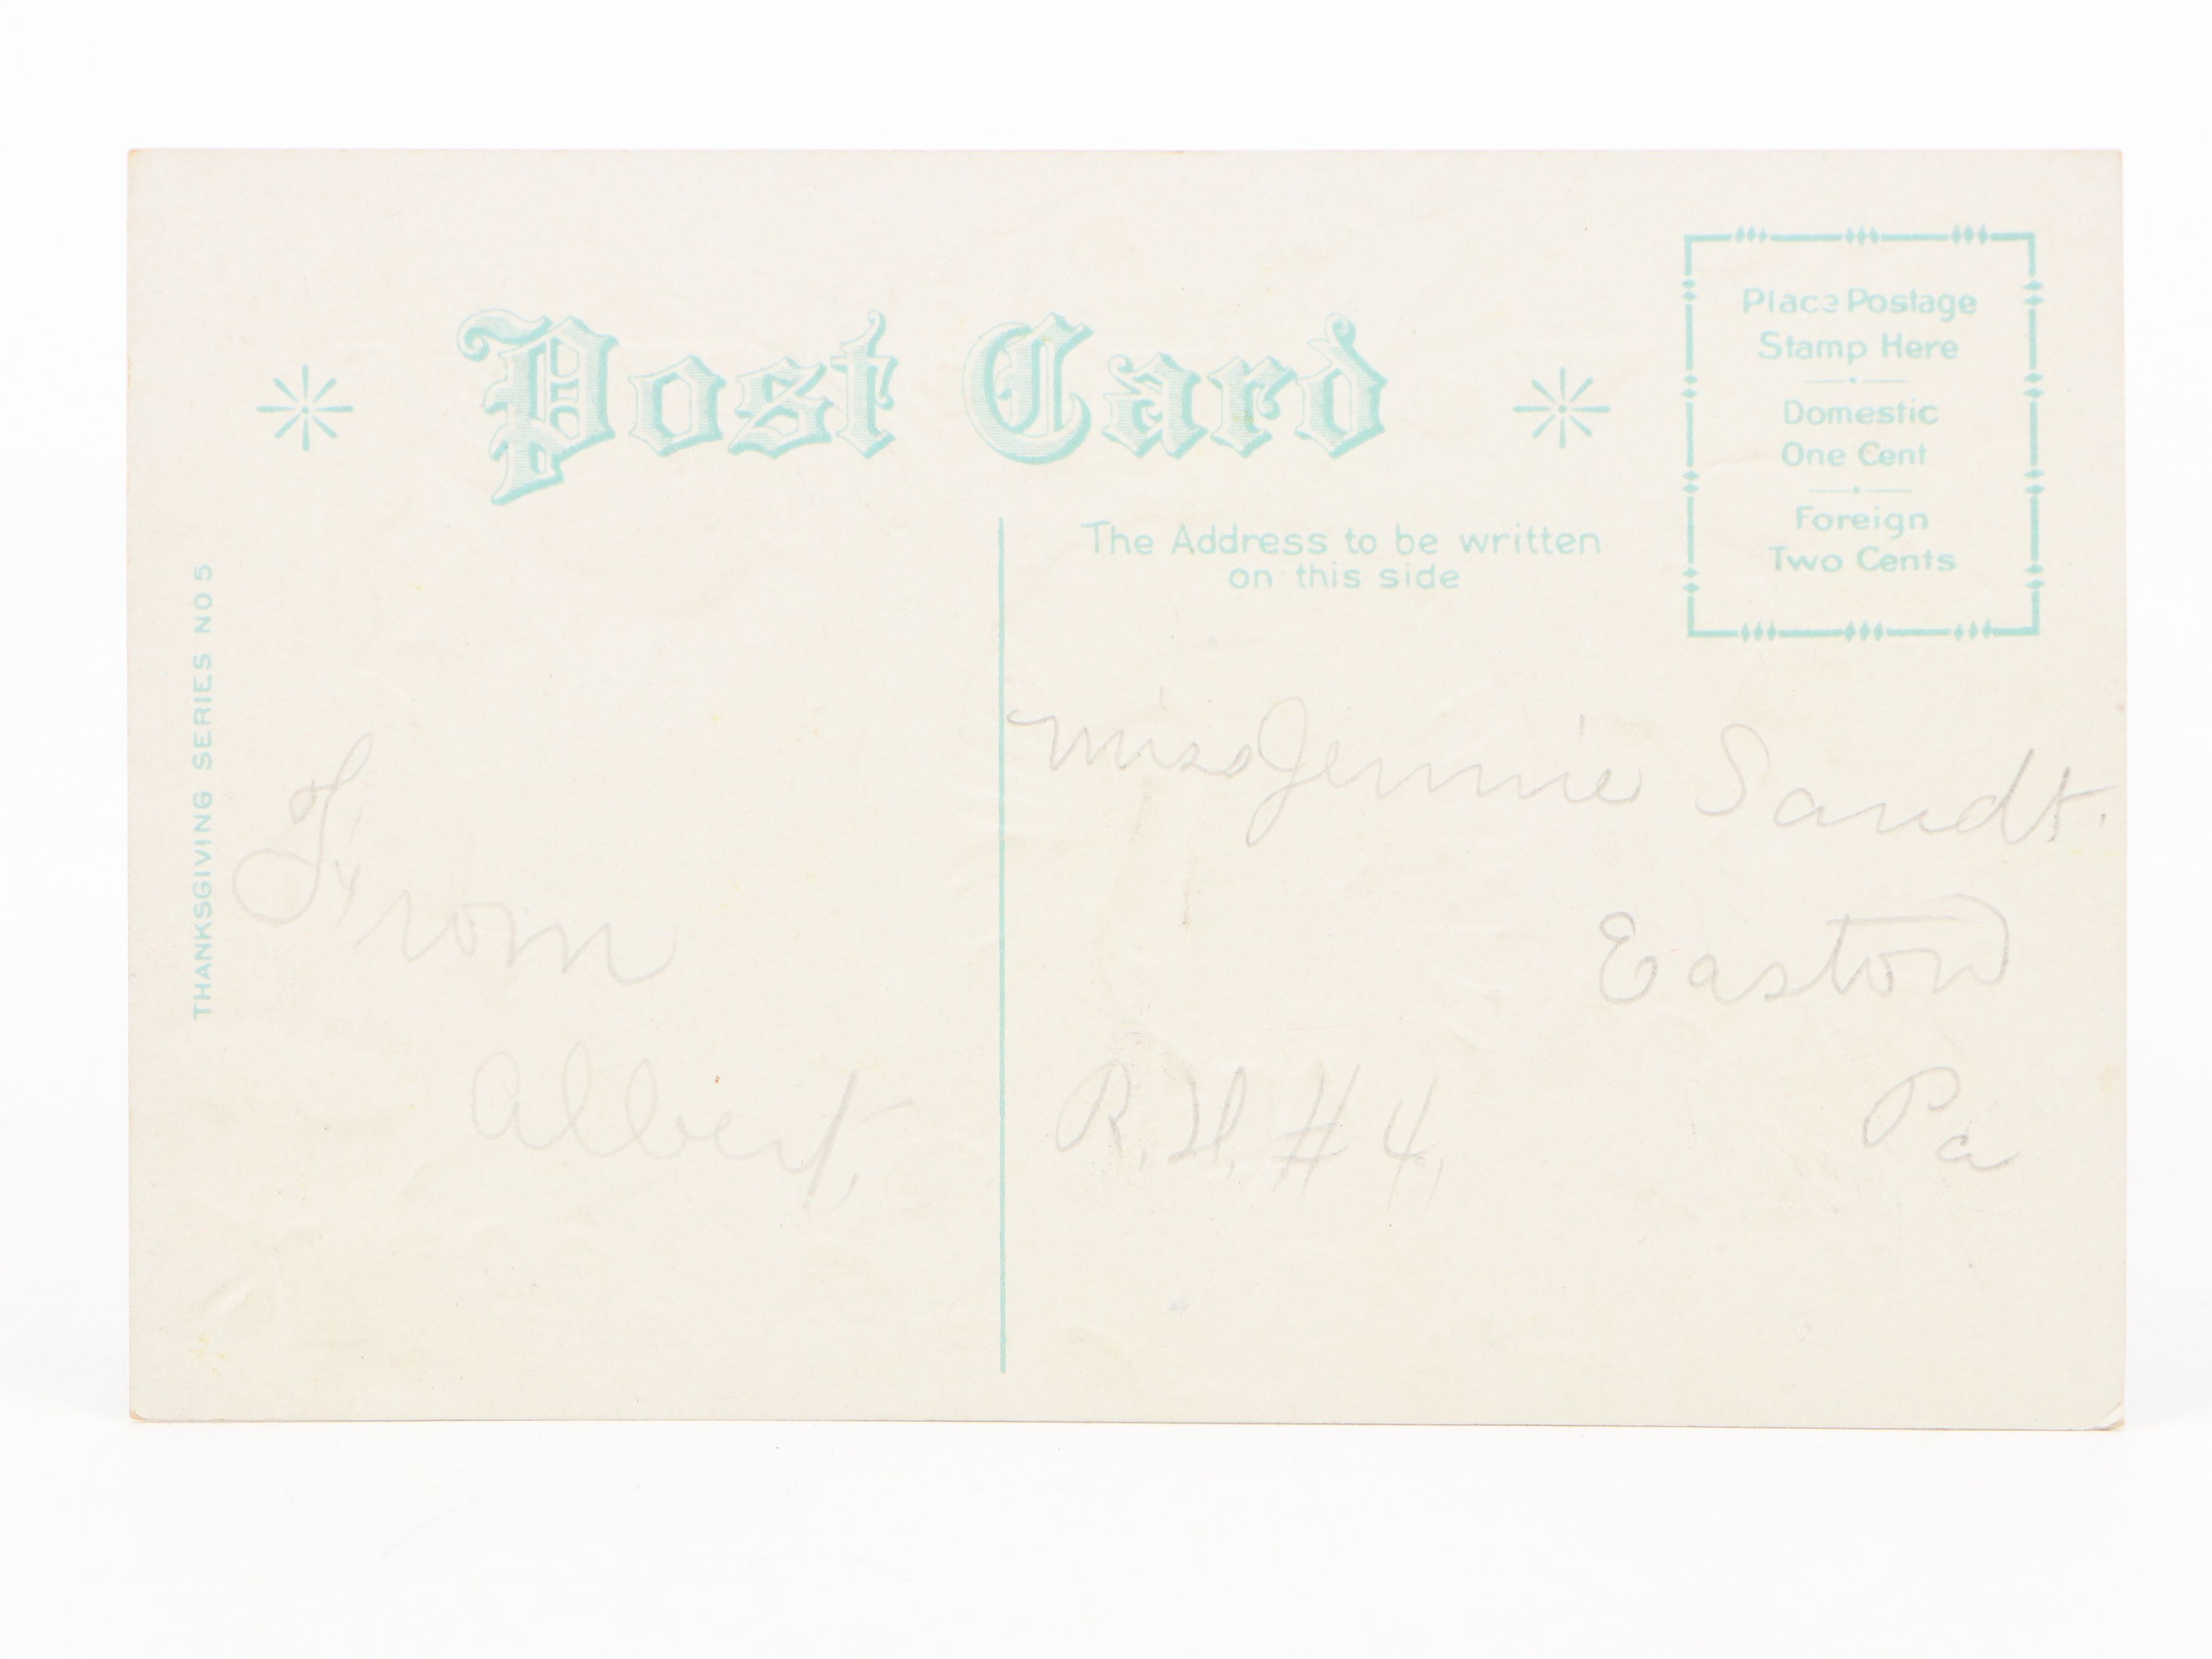 Post Card
Place Postage
Stamp Here
Domestic
One Cent
Foreign
Two Cents
The Address to be written
on this side
THANKSGIVING SERIES NO 5
From
Albert.
Miss Jennie Sandt.
Easton
Pa
#4.